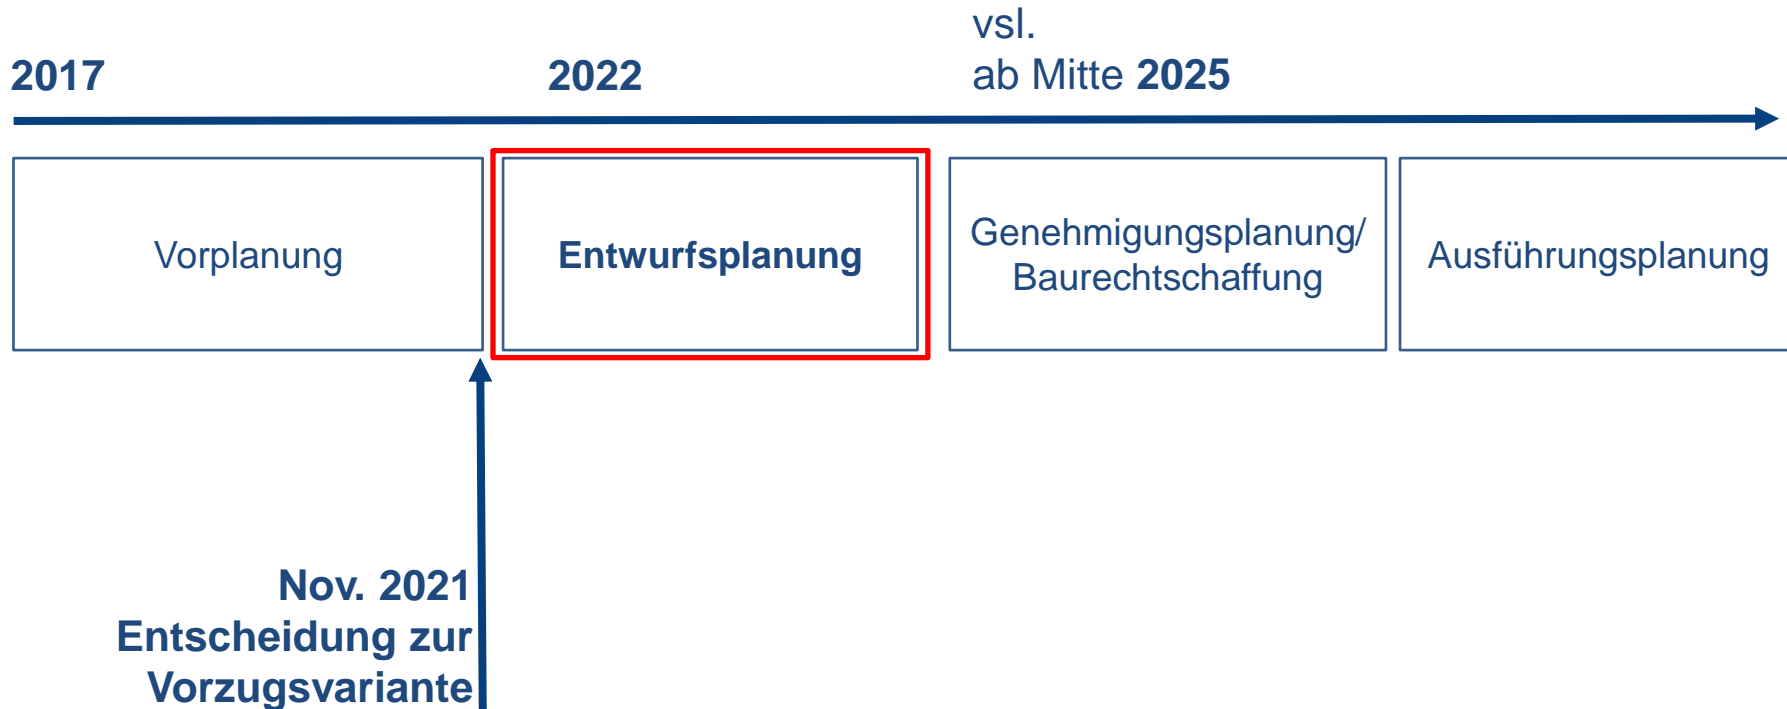 2017
2022
vsl.
ab Mitte 2025
Vorplanung
Entwurfsplanung
Genehmigungsplanung/
Baurechtschaffung
Ausführungsplanung
Nov. 2021
Entscheidung zur
Vorzugsvariante